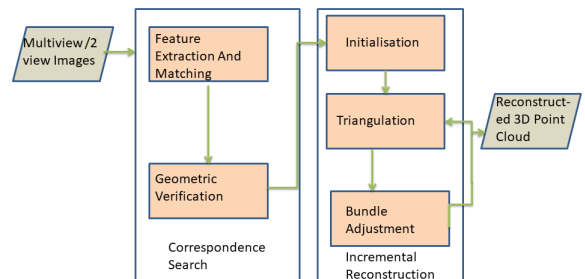 Multiview /2
view Images
Feature
Extraction And
Matching
Geometric
Verification
Correspondence
Search
Initialisation
Triangulation
Bundle
Adjustment
Incremental
Reconstruction
Reconstruct-
ed 3D Point
Cloud